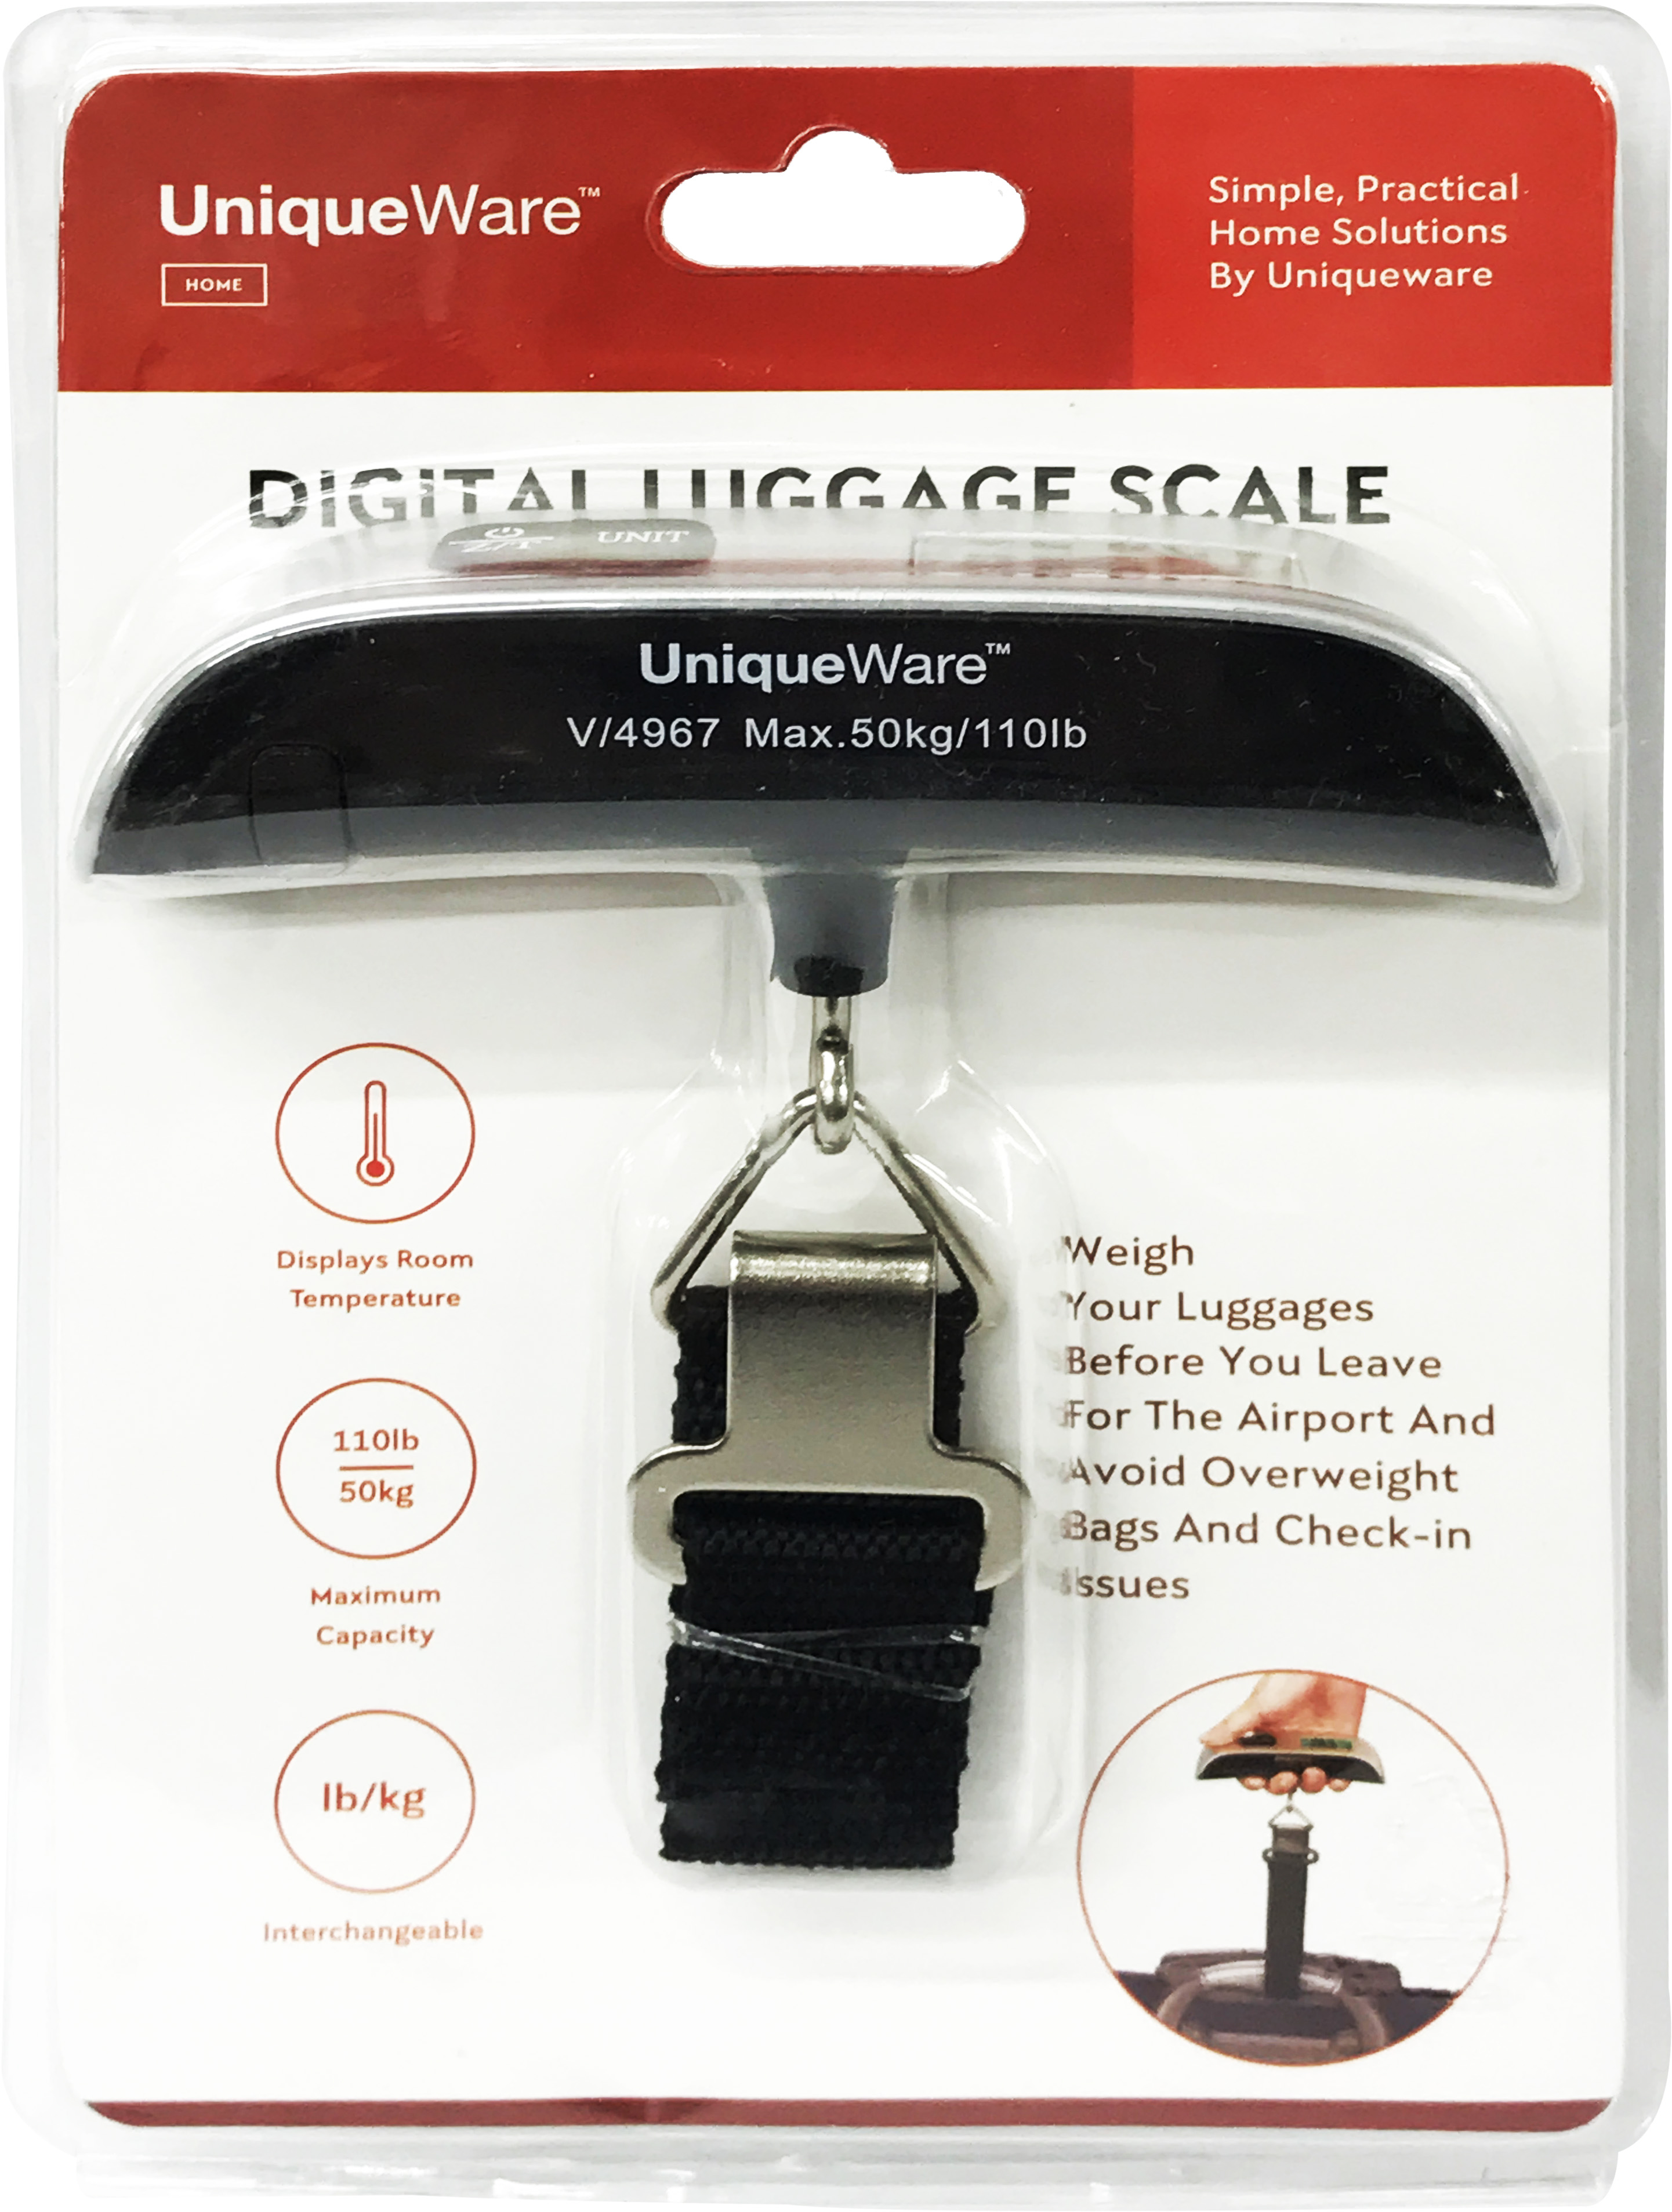 UniqueWare™
HOME
Simple, Practical
Home Solutions
By Uniqueware
DIGITAL LUGGAGE SCALE
Z/T UNIT
UniqueWare™
V/4967 Max.50kg/110lb
Displays Room
Temperature
110lb
50kg
Maximum
Capacity
lb/kg
Interchangeable
Weigh
Your Luggages
Before You Leave
For The Airport And
Avoid Overweight
Bags And Check-in
Issues